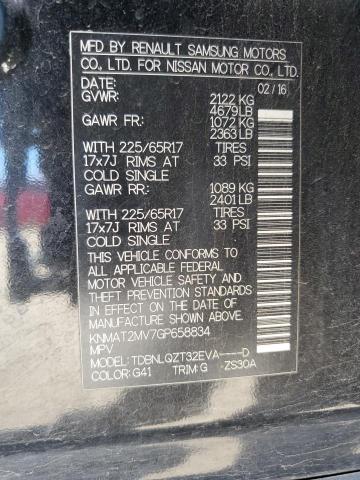 MFD BY RENAULT SAMSUNG MOTORS
CO., LTD. FOR NISSAN MOTOR CO., LTD.
DATE: 02/16
GVWR: 2122 KG
4679 LB
GAWR FR: 1072 KG
2363 LB
WITH 225/65R17 TIRES
17x7J RIMS AT 33 PSI
COLD SINGLE
GAWR RR: 1089 KG
2401 LB
WITH 225/65R17 TIRES
17x7J RIMS AT 33 PSI
COLD SINGLE
THIS VEHICLE CONFORMS TO
ALL APPLICABLE FEDERAL
MOTOR VEHICLE SAFETY AND
THEFT PREVENTION STANDARDS
IN EFFECT ON THE DATE OF
MANUFACTURE SHOWN ABOVE.
KNMAT2MV7GP658834
MPV
MODEL: TDBNLQZT32EVA----D
COLOR: G41 TRIM: G ZS30A